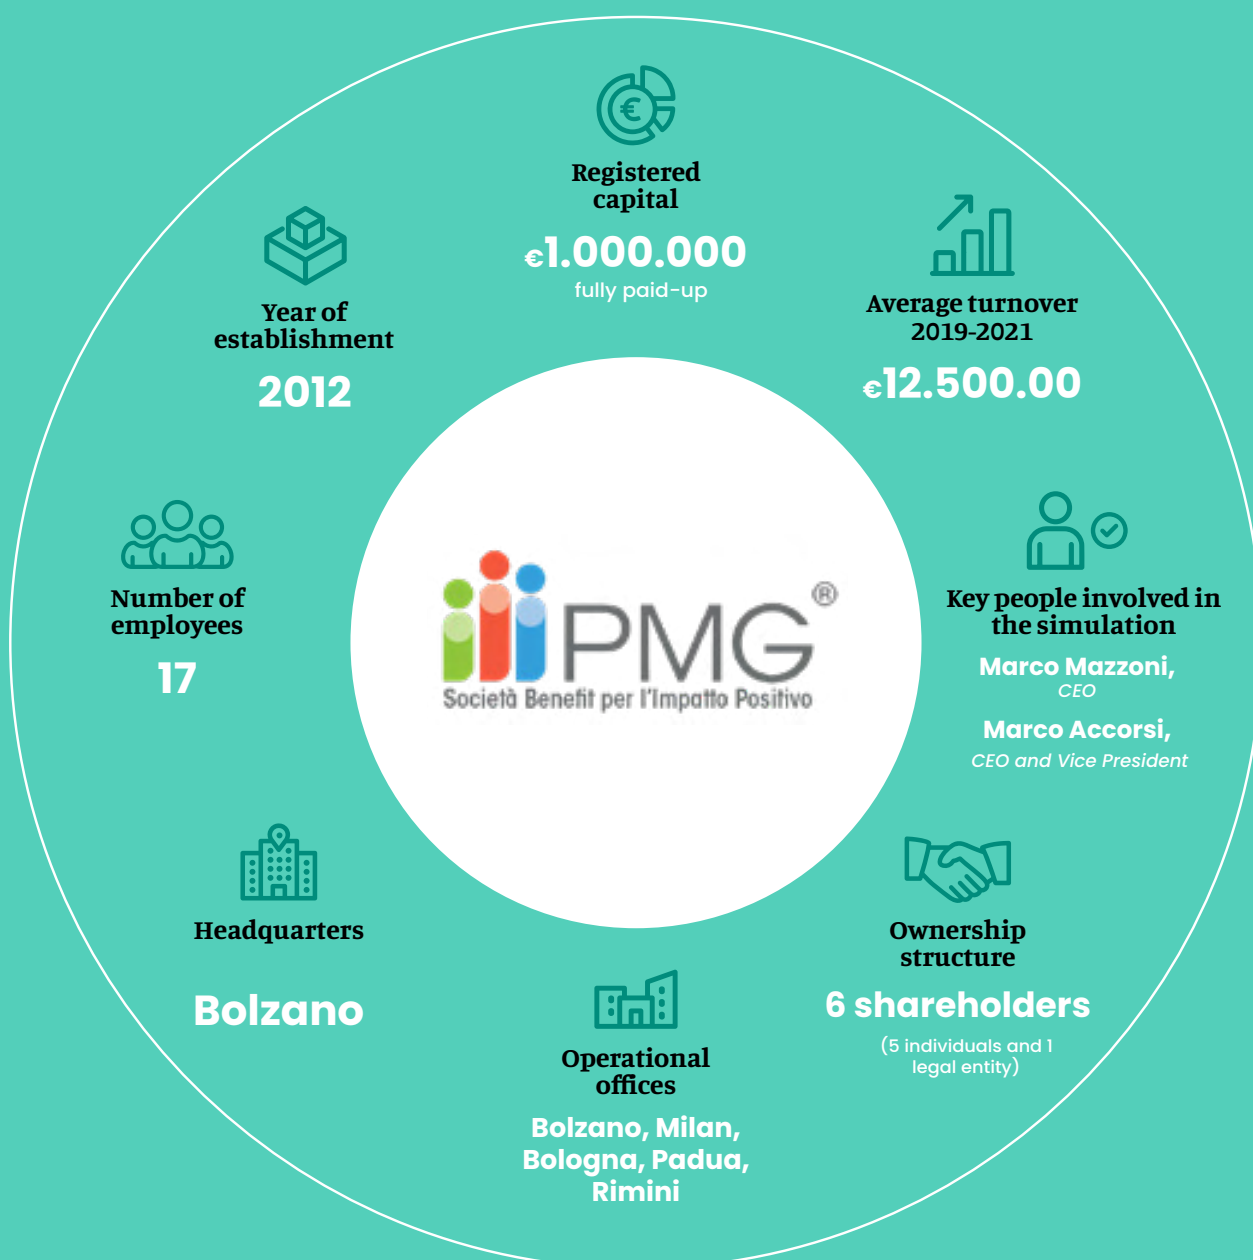 Registered
capital
€1.000.000
fully paid-up
Average turnover
2019-2021
€12.500.00
Key people involved in
the simulation
Marco Mazzoni,
CEO
Marco Accorsi,
CEO and Vice President
Ownership
structure
6 shareholders
(5 individuals and 1
legal entity)
Operational
offices
Bolzano, Milan,
Bologna, Padua,
Rimini
Headquarters
Bolzano
Number of
employees
17
Year of
establishment
2012
€
PMG®
Società Benefit per l'Impatto Positivo